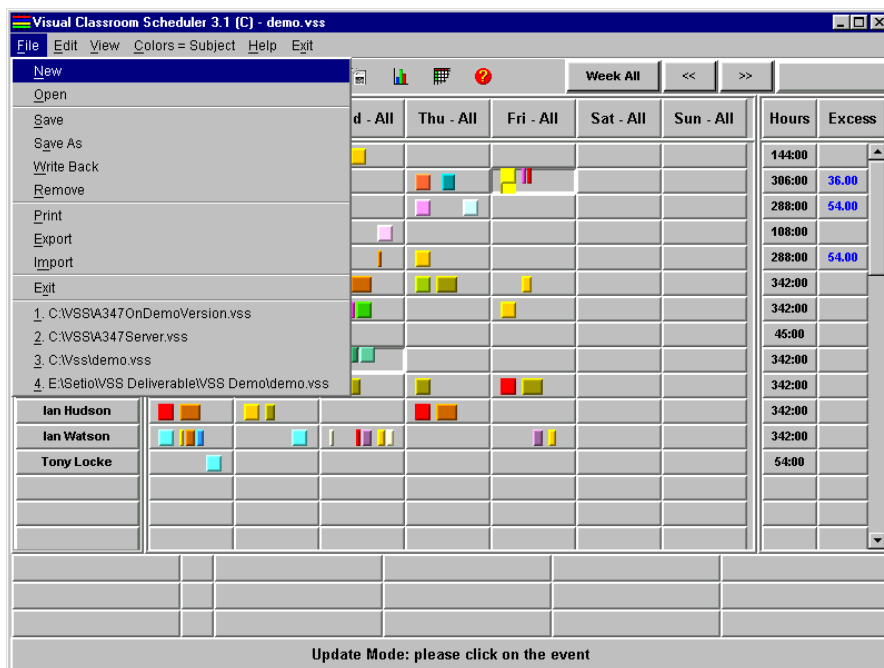 Visual Classroom Scheduler 3.1 (C) - demo.vss
File Edit View Colors = Subject Help Exit
New
Open
Save
Save As
Write Back
Remove
Print
Export
Import
Exit
1. C:\VSS\A347OnDemoVersion.vss
2. C:\VSS\A347Server.vss
3. C:\Vss\demo.vss
4. E:\Setio\VSS Deliverable\VSS Demo\demo.vss
Week All << >>
d - All Thu - All Fri - All Sat - All Sun - All Hours Excess
144:00
306:00 36.00
288:00 54.00
108:00
288:00 54.00
342:00
342:00
45:00
342:00
342:00
Ian Hudson 342:00
Ian Watson 342:00
Tony Locke 54:00
Update Mode: please click on the event